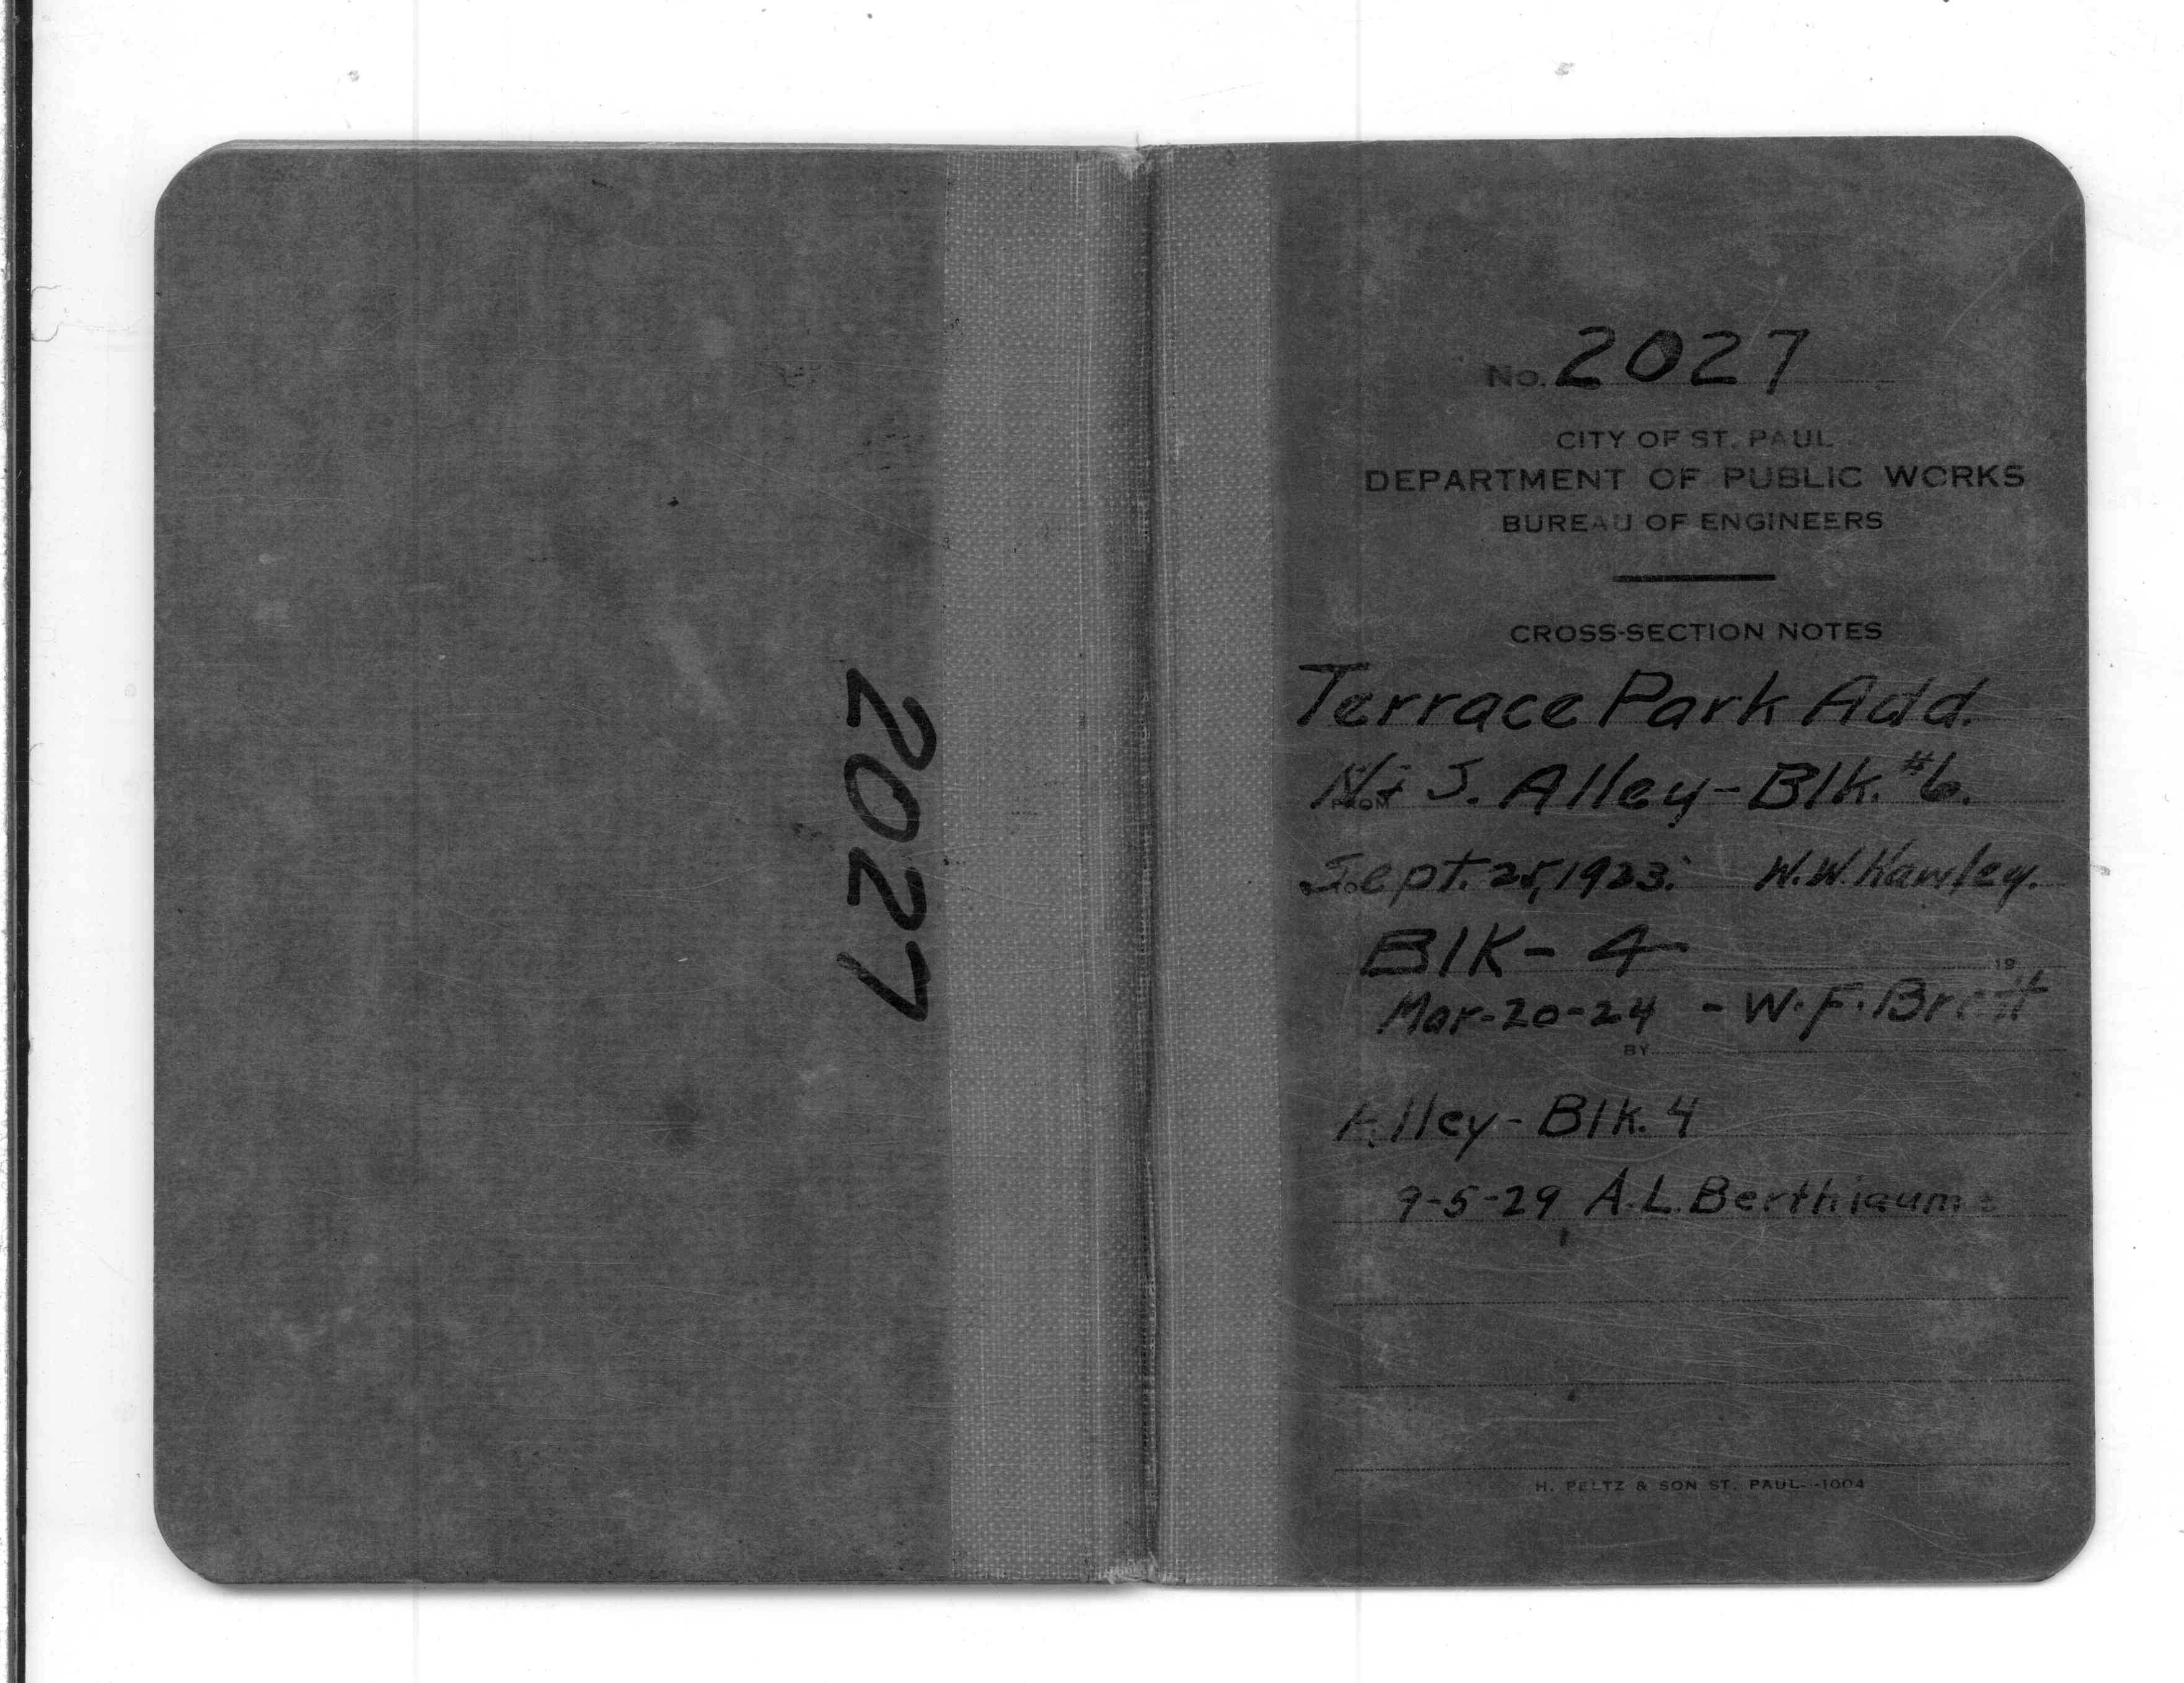 2027
No. 2027
CITY OF ST. PAUL
DEPARTMENT OF PUBLIC WORKS
BUREAU OF ENGINEERS
CROSS-SECTION NOTES
Terrace Park Add.
FROM N + S. Alley - Blk. #6.
TO Sept. 25, 1923. W. W. Hawley.
Blk - 4
19
Mar-20-24 - W. F. Brett
BY
Alley - Blk. 4
9-5-29 A. L. Berthiaume
H. PELTZ & SON ST. PAUL--1004